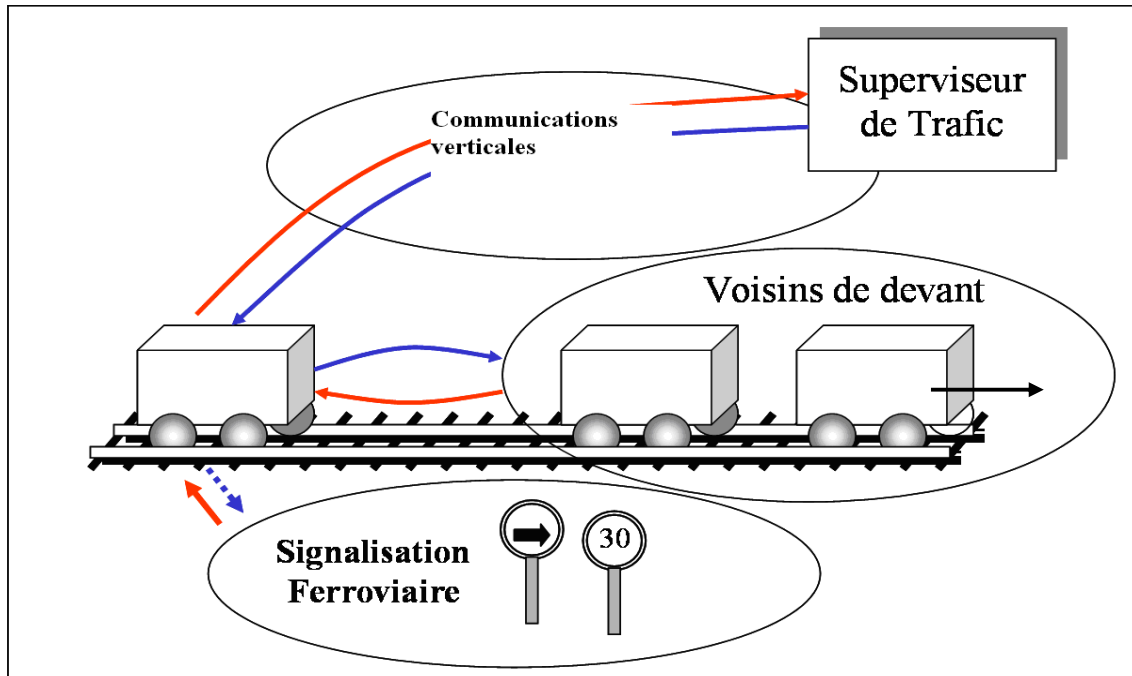 Superviseur
de Trafic
Communications
verticales
Voisins de devant
Signalisation
Ferroviaire
30